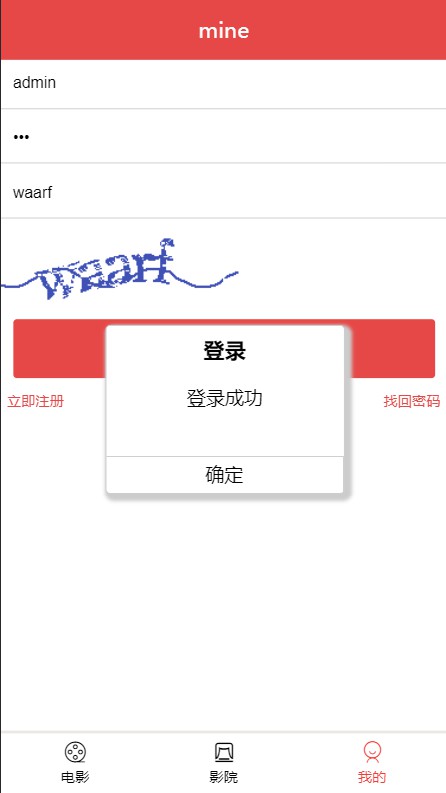 mine
admin
•••
waarf
waarf
登录
登录成功
立即注册
找回密码
确定
电影
影院
我的